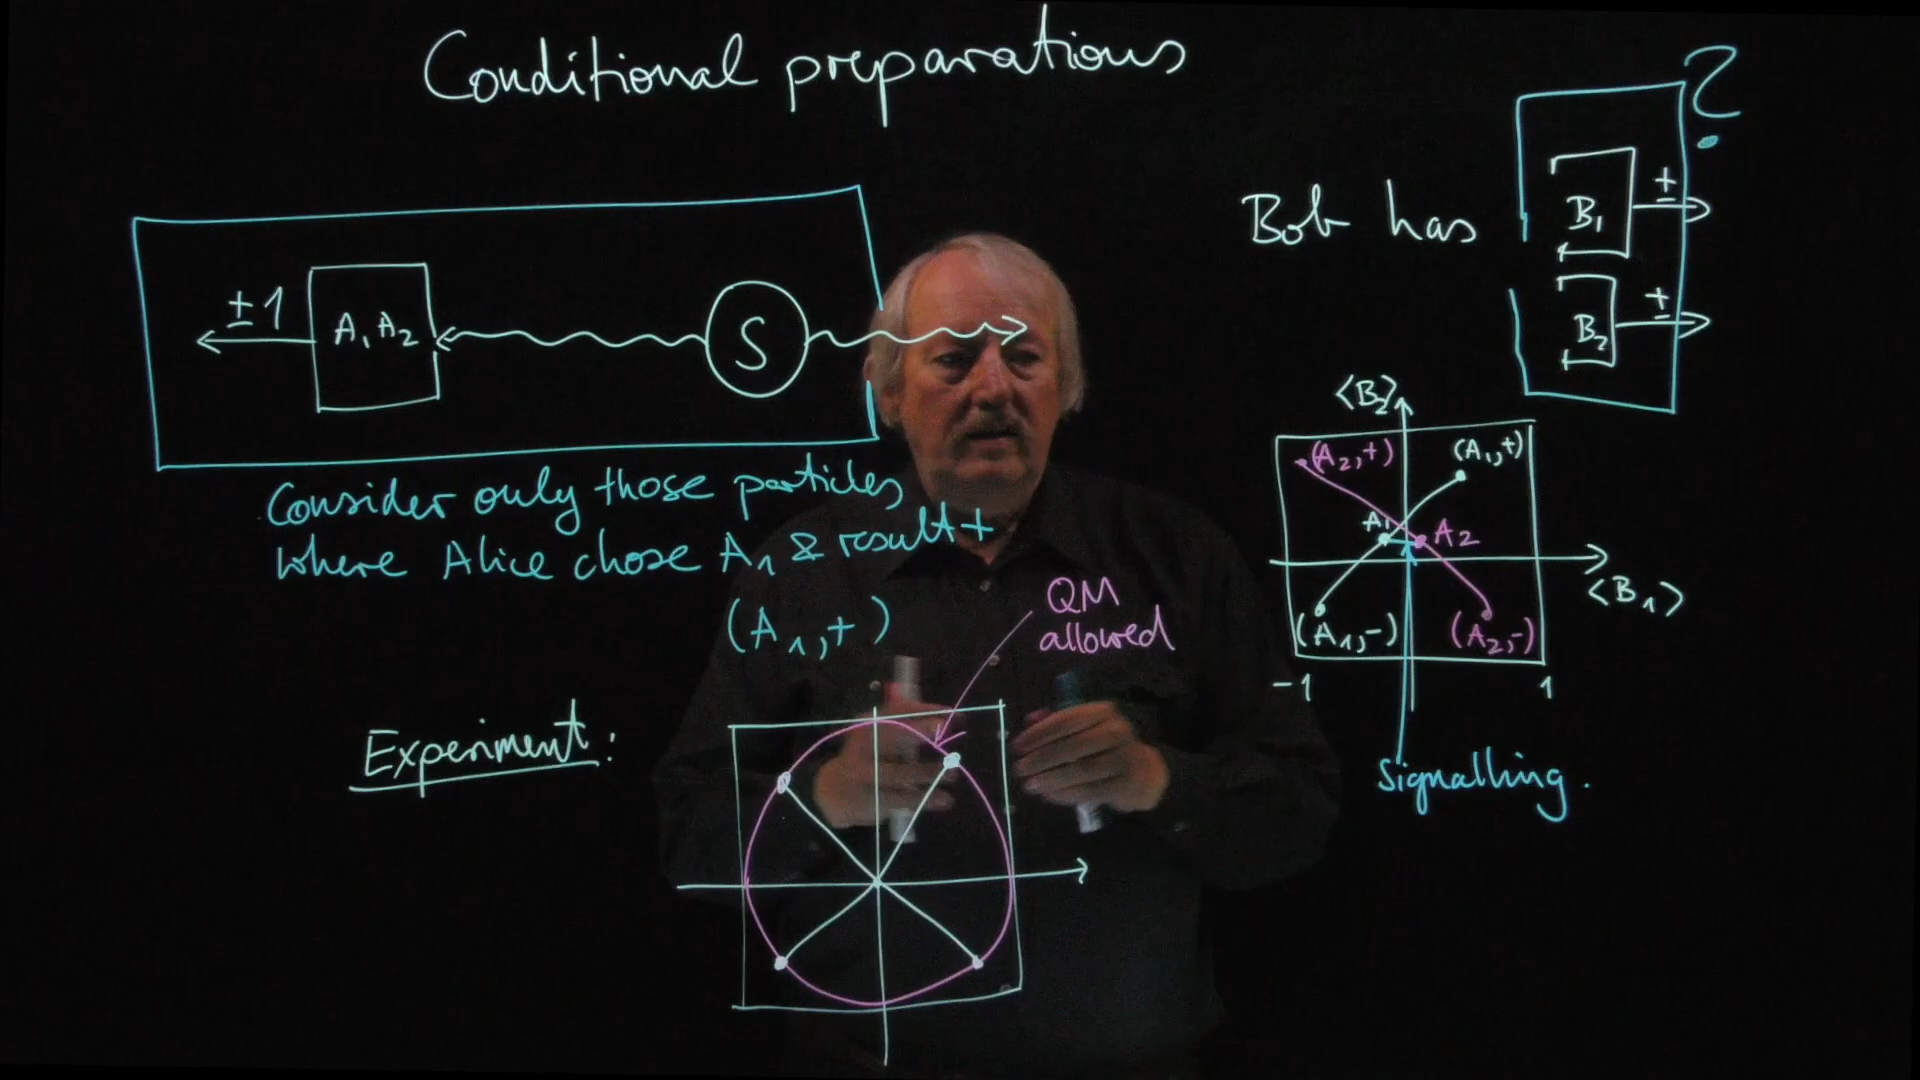 Conditional preparations
?
Bob has
B₁
±
B₂
±
±1
A₁ A₂
S
Consider only those particles
where Alice chose A₁ & result +
(A₁,+)
<B₂>
(A₂,+)
(A₁,+)
A₁
A₂
<B₁>
(A₁,-)
(A₂,-)
-1
1
signalling.
QM
allowed
Experiment: